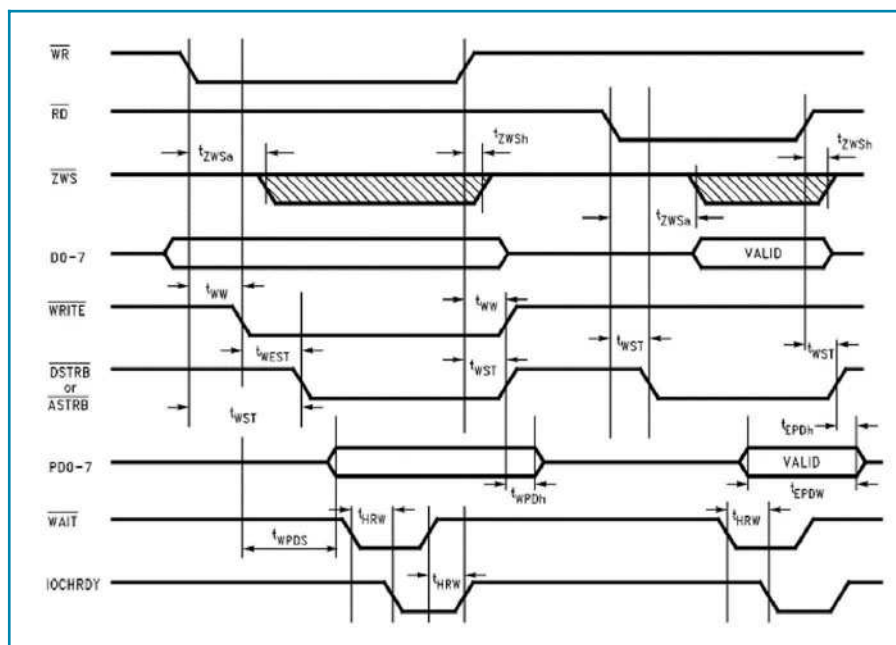 WR
RD
tZWSa
tZWSh
tZWSh
ZWS
tZWSa
D0-7
VALID
tWW
tWW
WRITE
tWEST
tWST
tWST
tWST
DSTRB
or
ASTRB
tWST
tEPDh
PD0-7
VALID
tWPDh
tEPDW
WAIT
tHRW
tHRW
tWPDS
tHRW
IOCHRDY